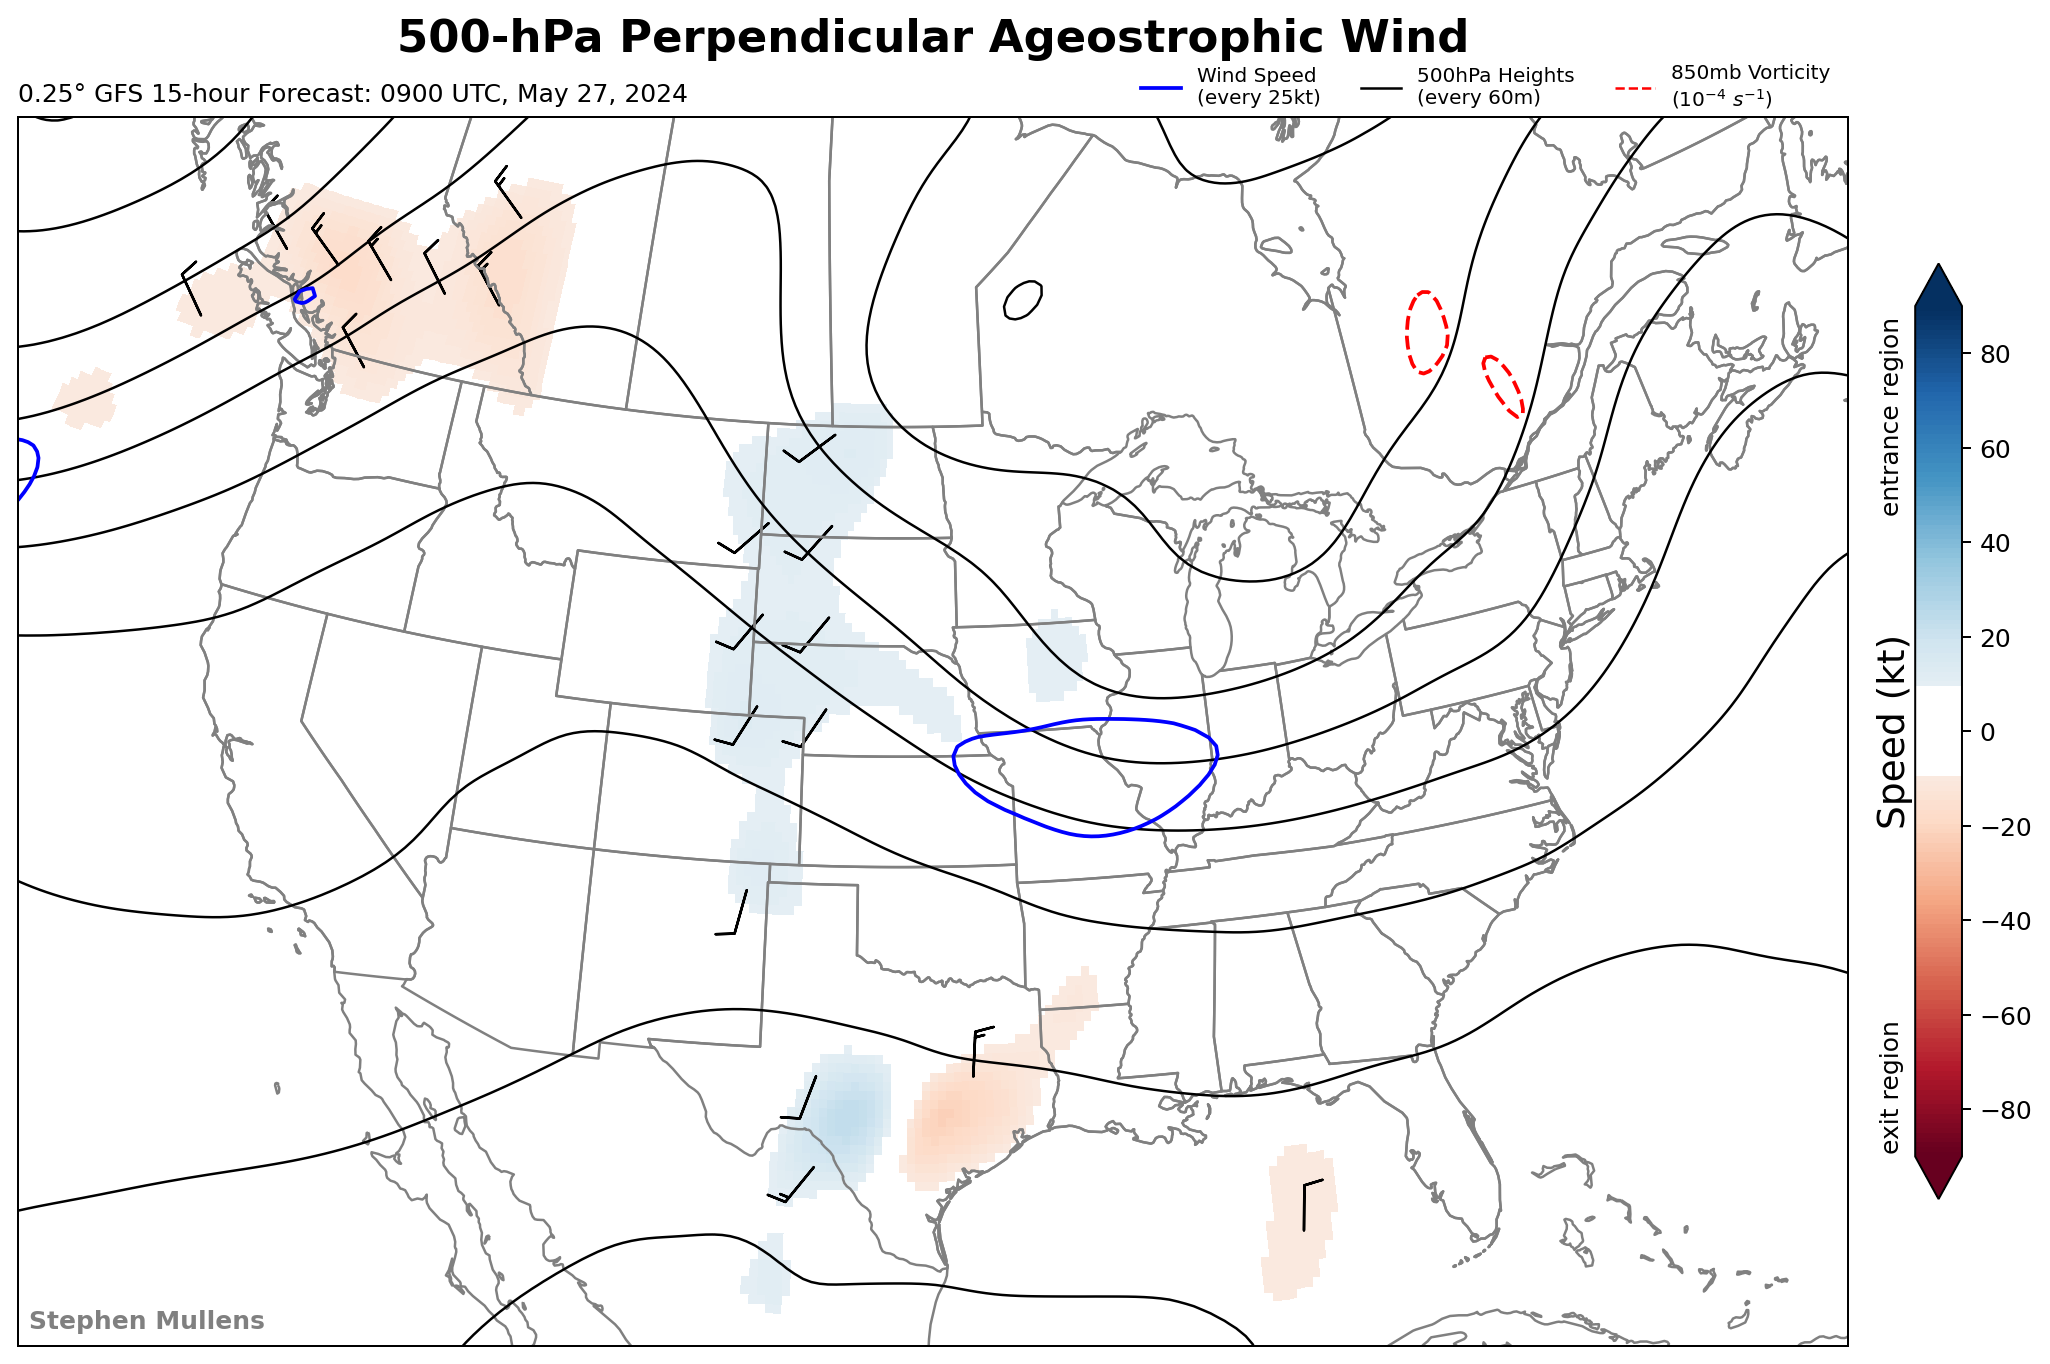 500-hPa Perpendicular Ageostrophic Wind
0.25° GFS 15-hour Forecast: 0900 UTC, May 27, 2024
Wind Speed
(every 25kt)
500hPa Heights
(every 60m)
850mb Vorticity
(10⁻⁴ s⁻¹)
entrance region
Speed (kt)
exit region
80
60
40
20
0
−20
−40
−60
−80
Stephen Mullens